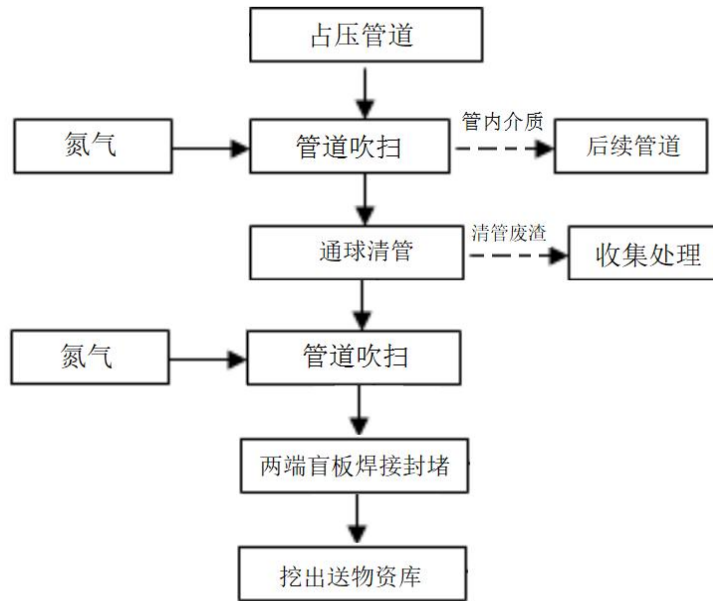 占压管道
氮气
管道吹扫
管内介质
后续管道
通球清管
清管废渣
收集处理
氮气
管道吹扫
两端盲板焊接封堵
挖出送物资库